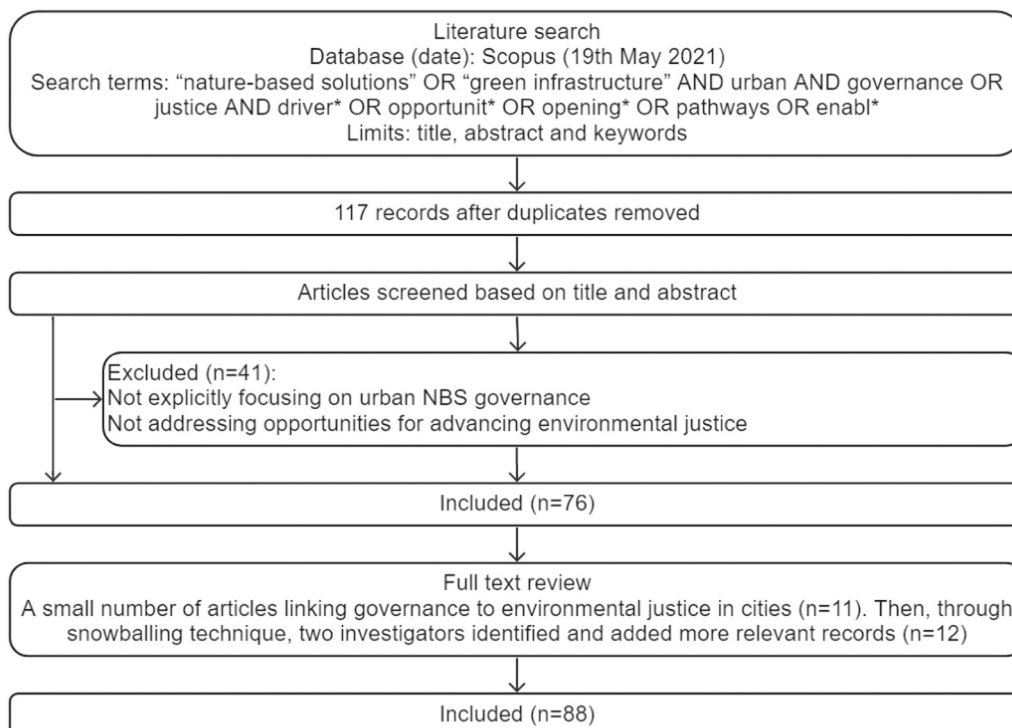 Literature search
Database (date): Scopus (19th May 2021)
Search terms: “nature-based solutions” OR “green infrastructure” AND urban AND governance OR
justice AND driver* OR opportunit* OR opening* OR pathways OR enabl*
Limits: title, abstract and keywords
117 records after duplicates removed
Articles screened based on title and abstract
Excluded (n=41):
Not explicitly focusing on urban NBS governance
Not addressing opportunities for advancing environmental justice
Included (n=76)
Full text review
A small number of articles linking governance to environmental justice in cities (n=11). Then, through
snowballing technique, two investigators identified and added more relevant records (n=12)
Included (n=88)